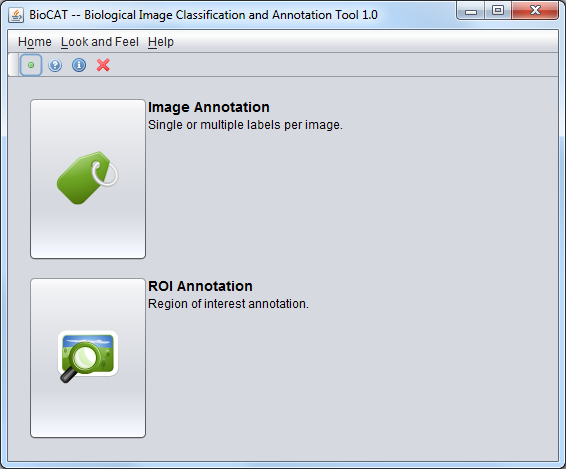 BioCAT -- Biological Image Classification and Annotation Tool 1.0
Home Look and Feel Help
Image Annotation
Single or multiple labels per image.
ROI Annotation
Region of interest annotation.